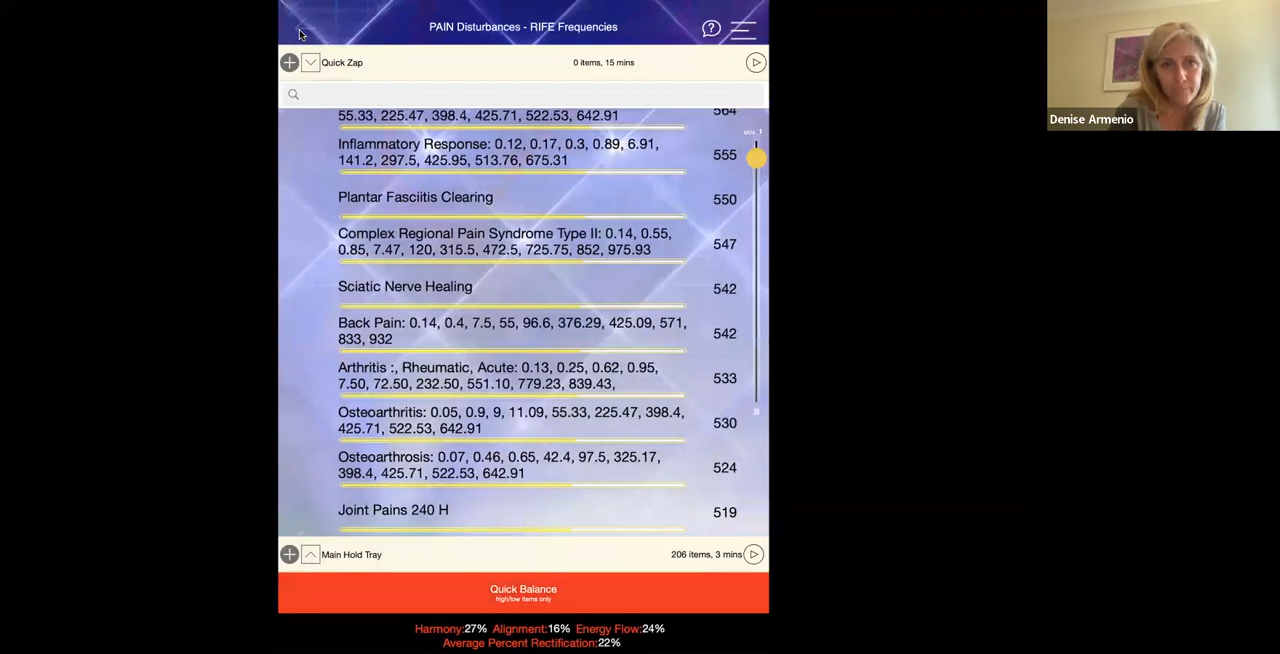 PAIN Disturbances - RIFE Frequencies
Quick Zap 0 items, 15 mins
55.33, 225.47, 398.4, 425.71, 522.53, 642.91 564
MIN. 1
Inflammatory Response: 0.12, 0.17, 0.3, 0.89, 6.91,
141.2, 297.5, 425.95, 513.76, 675.31
555
Plantar Fasciitis Clearing 550
Complex Regional Pain Syndrome Type II: 0.14, 0.55,
0.85, 7.47, 120, 315.5, 472.5, 725.75, 852, 975.93
547
Sciatic Nerve Healing 542
Back Pain: 0.14, 0.4, 7.5, 55, 96.6, 376.29, 425.09, 571,
833, 932
542
Arthritis :, Rheumatic, Acute: 0.13, 0.25, 0.62, 0.95,
7.50, 72.50, 232.50, 551.10, 779.23, 839.43,
533
Osteoarthritis: 0.05, 0.9, 9, 11.09, 55.33, 225.47, 398.4,
425.71, 522.53, 642.91
530
Osteoarthrosis: 0.07, 0.46, 0.65, 42.4, 97.5, 325.17,
398.4, 425.71, 522.53, 642.91
524
Joint Pains 240 H 519
Main Hold Tray 206 items, 3 mins
Quick Balance
high/low items only
Harmony:27% Alignment:16% Energy Flow:24%
Average Percent Rectification:22%
Denise Armenio